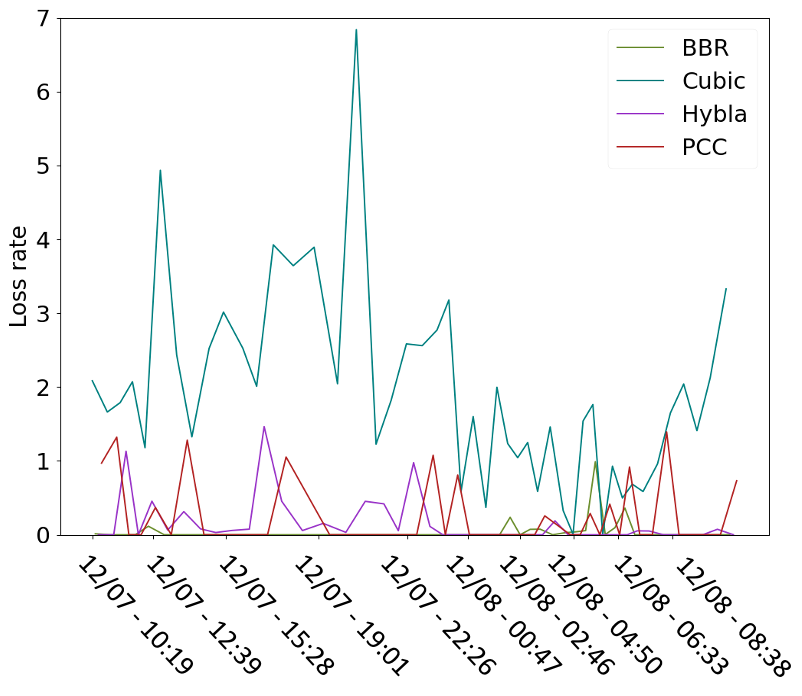 7
6
5
4
3
2
1
0
Loss rate
BBR
Cubic
Hybla
PCC
12/07 - 10:19
12/07 - 12:39
12/07 - 15:28
12/07 - 19:01
12/07 - 22:26
12/08 - 00:47
12/08 - 02:46
12/08 - 04:50
12/08 - 06:33
12/08 - 08:38